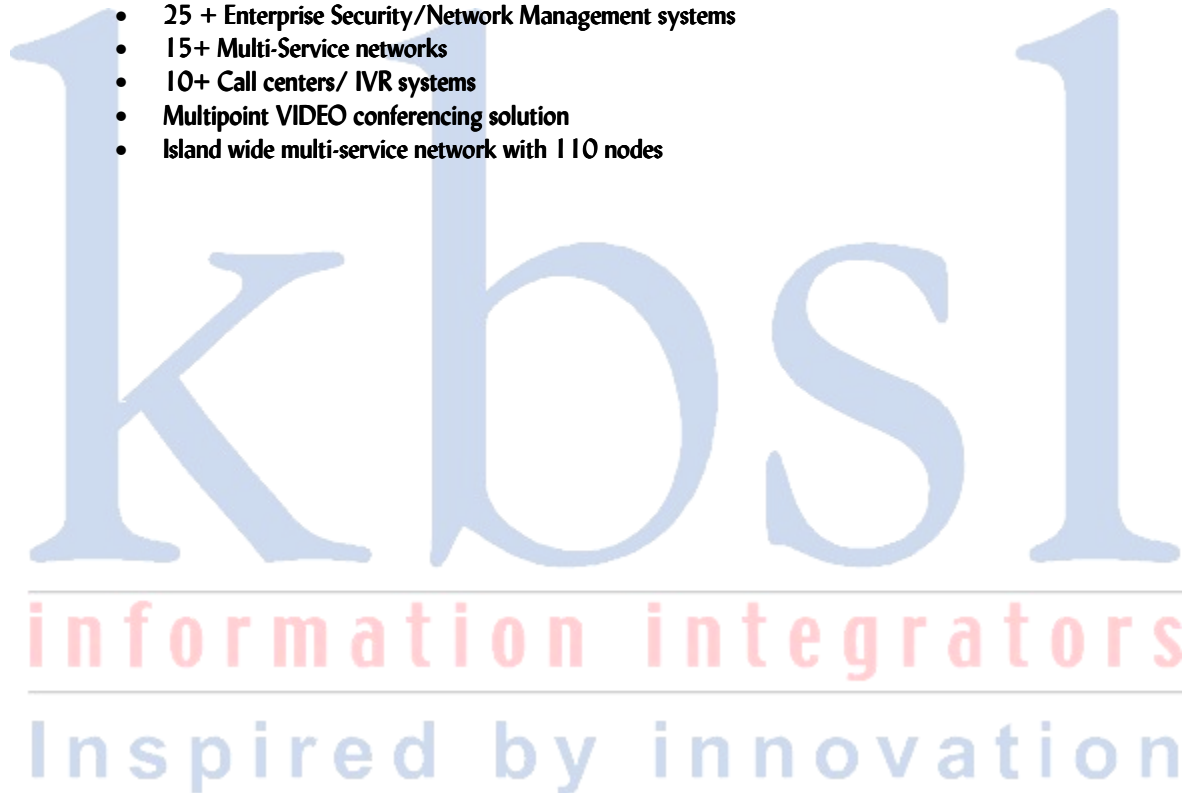 • 25 + Enterprise Security/Network Management systems
• 15+ Multi-Service networks
• 10+ Call centers/ IVR systems
• Multipoint VIDEO conferencing solution
• Island wide multi-service network with 110 nodes
kbsl
information integrators
Inspired by innovation